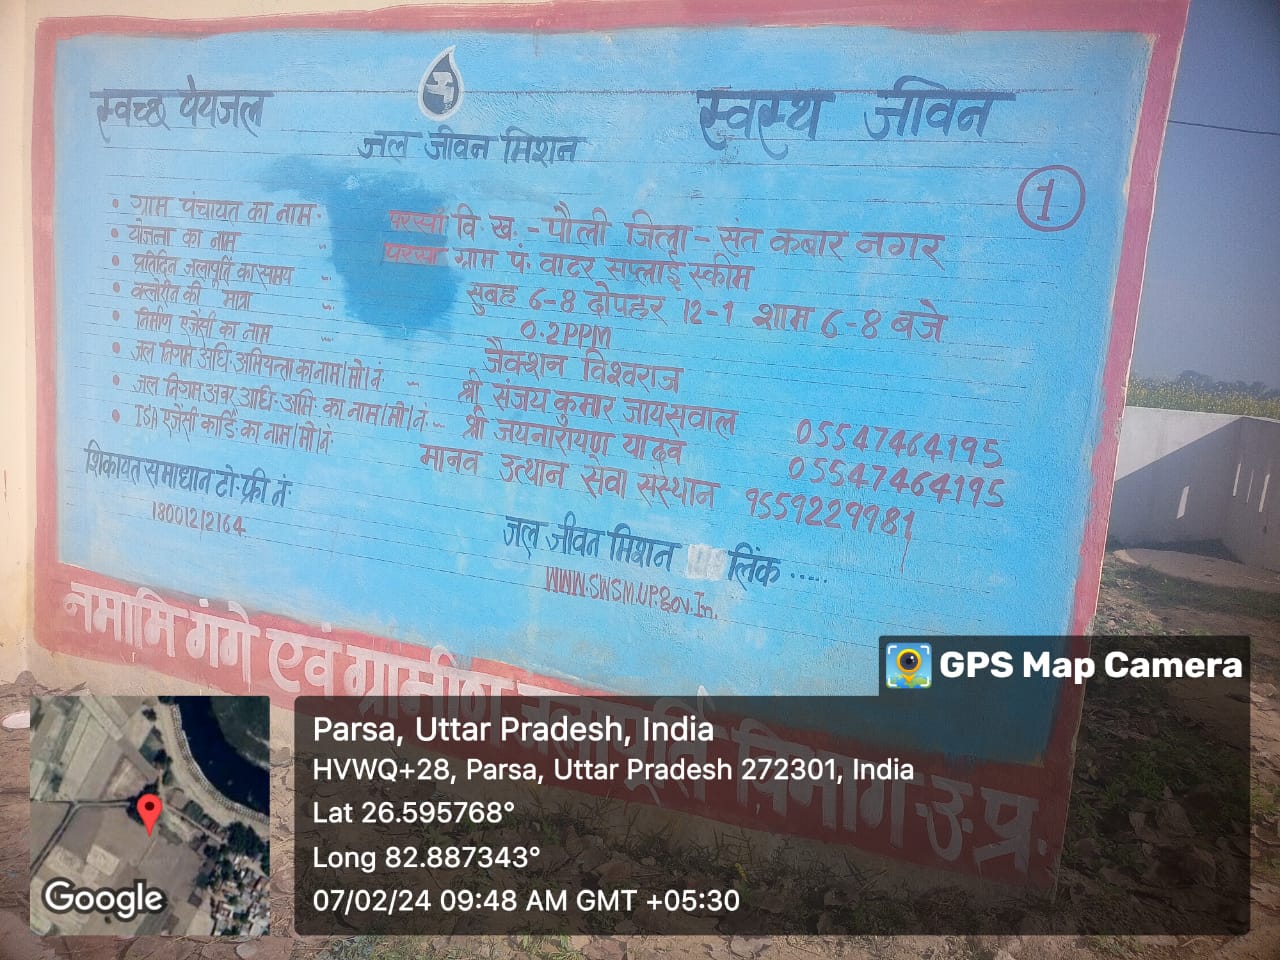 स्वच्छ पेयजल
स्वस्थ जीवन
जल जीवन मिशन
1
• ग्राम पंचायत का नाम: परसा वि. ख. - पौली जिला - संत कबीर नगर
• योजना का नाम " परसा ग्राम पं. वाटर सप्लाई स्कीम
• प्रतिदिन जलापूर्ति का समय " सुबह 6-8 दोपहर 12-1 शाम 6-8 बजे
• क्लोरीन की मात्रा " 0.2PPM
• निर्माण एजेंसी का नाम " जैक्शन विश्वराज
• जल निगम अधि. अभियन्ता का नाम/मो/नं. " श्री संजय कुमार जायसवाल 05547464195
• जल निगम अवर अधि. अभि. का नाम/मो/नं. " श्री जयनारायण यादव 05547464195
• ISA एजेंसी कार्डि. का नाम/मो/नं. मानव उत्थान सेवा संस्थान 9559229981
शिकायत समाधान टो. फ्री नं.
18001212164
जल जीवन मिशन लिंक .....
WWW.SWSM.UP.Gov.In.
नमामि गंगे एवं ग्रामीण जलापूर्ति विभाग-उ.प्र.
GPS Map Camera
Parsa, Uttar Pradesh, India
HVWQ+28, Parsa, Uttar Pradesh 272301, India
Lat 26.595768°
Long 82.887343°
07/02/24 09:48 AM GMT +05:30
Google